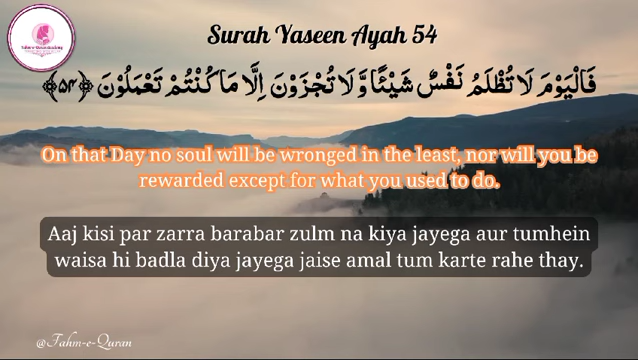 Surah Yaseen Ayah 54
فَالْيَوْمَ لَا تُظْلَمُ نَفْسٌ شَيْئًا وَّلَا تُجْزَوْنَ اِلَّا مَا كُنْتُمْ تَعْمَلُوْنَ ﴿۵۴﴾
On that Day no soul will be wronged in the least, nor will you be
rewarded except for what you used to do.
Aaj kisi par zarra barabar zulm na kiya jayega aur tumhein
waisa hi badla diya jayega jaise amal tum karte rahe thay.
@Fahm-e-Quran